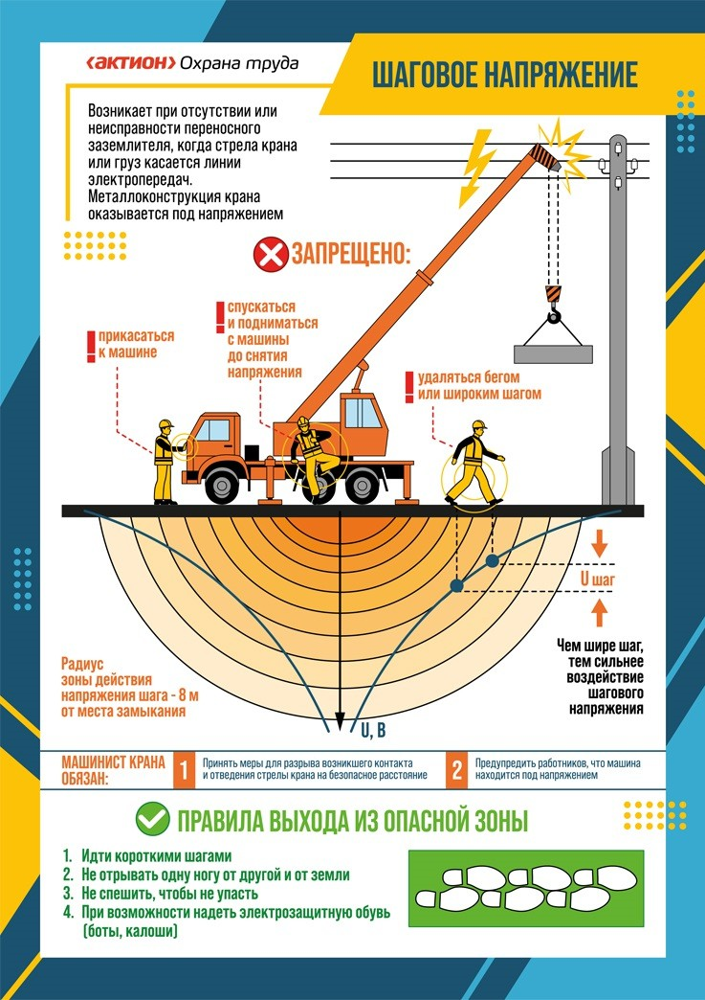 ‹АКТИОН› Охрана труда
ШАГОВОЕ НАПРЯЖЕНИЕ
Возникает при отсутствии или
неисправности переносного
заземлителя, когда стрела крана
или груз касается линии
электропередач.
Металлоконструкция крана
оказывается под напряжением
ЗАПРЕЩЕНО:
! прикасаться
к машине
! спускаться
и подниматься
с машины
до снятия
напряжения
! удаляться бегом
или широким шагом
U шаг
Чем шире шаг,
тем сильнее
воздействие
шагового
напряжения
Радиус
зоны действия
напряжения шага - 8 м
от места замыкания
U, В
МАШИНИСТ КРАНА
ОБЯЗАН:
1 Принять меры для разрыва возникшего контакта
и отведения стрелы крана на безопасное расстояние
2 Предупредить работников, что машина
находится под напряжением
ПРАВИЛА ВЫХОДА ИЗ ОПАСНОЙ ЗОНЫ
1. Идти короткими шагами
2. Не отрывать одну ногу от другой и от земли
3. Не спешить, чтобы не упасть
4. При возможности надеть электрозащитную обувь
(боты, калоши)